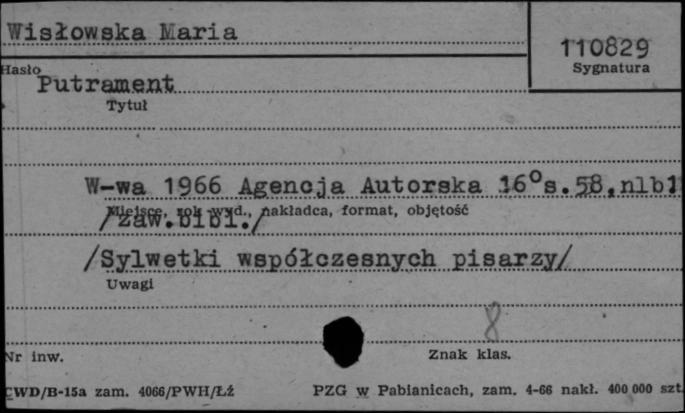 Wisłowska Maria
110829
Hasło
Sygnatura
Putrament
Tytuł
W-wa 1966 Agencja Autorska 16°s.58,nlb1
Miejsce, rok wyd., nakładca, format, objętość
/zaw.bibl./
/Sylwetki współczesnych pisarzy/
Uwagi
8
Nr inw.
Znak klas.
CWD/B-15a zam. 4066/PWH/Łź
PZG w Pabianicach, zam. 4-66 nakł. 400 000 szt.